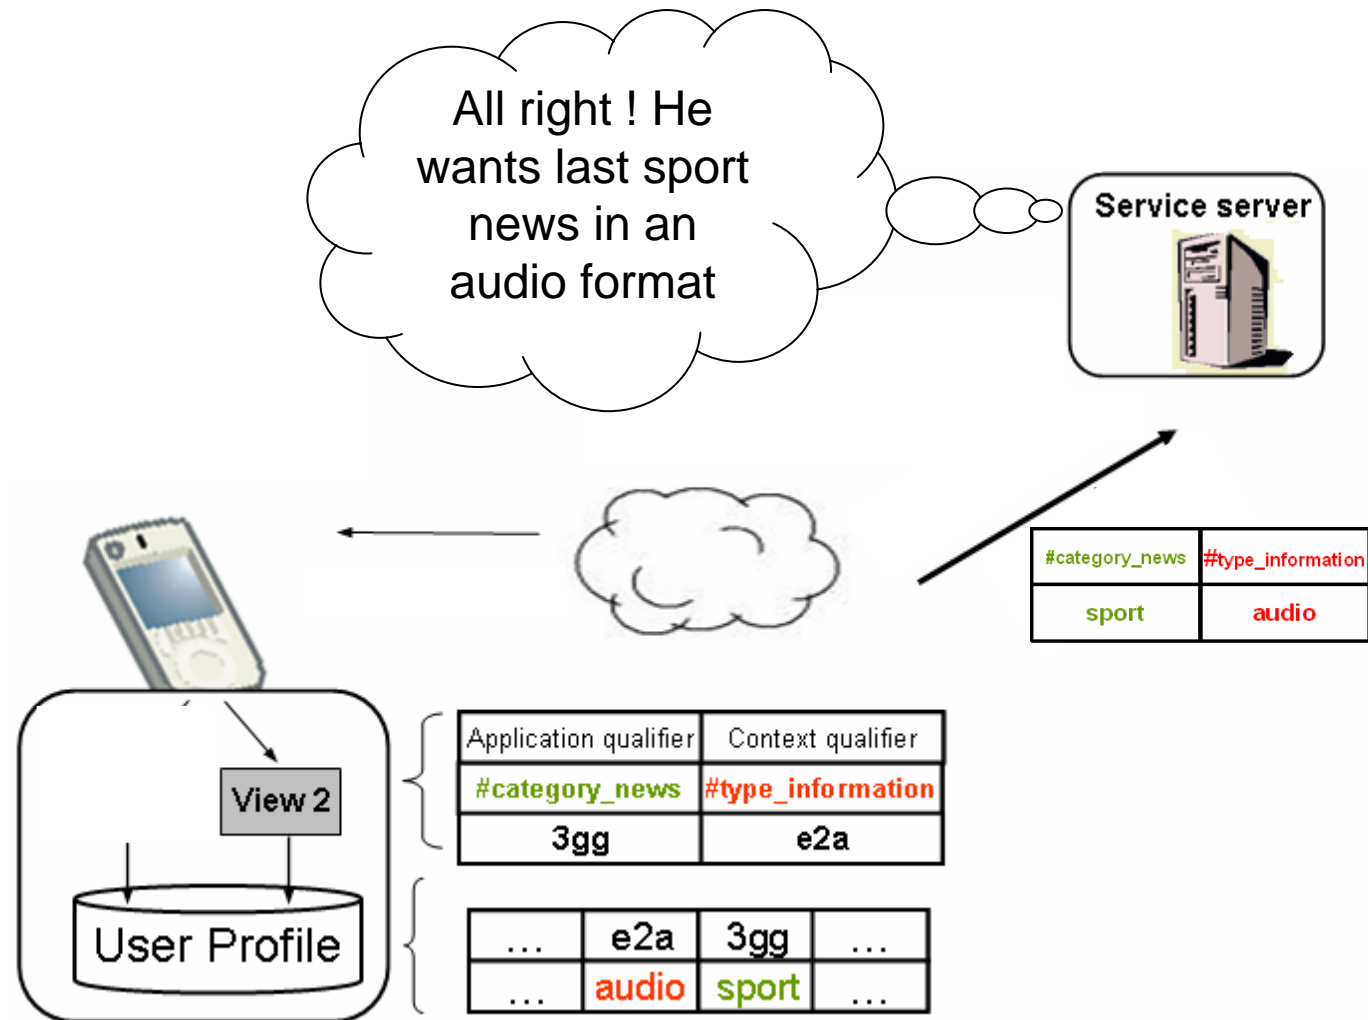 All right ! He
wants last sport
news in an
audio format
Service server
#category_news #type_information
sport audio
Application qualifier Context qualifier
#category_news #type_information
3gg e2a
View 2
User Profile
... e2a 3gg ...
... audio sport ...